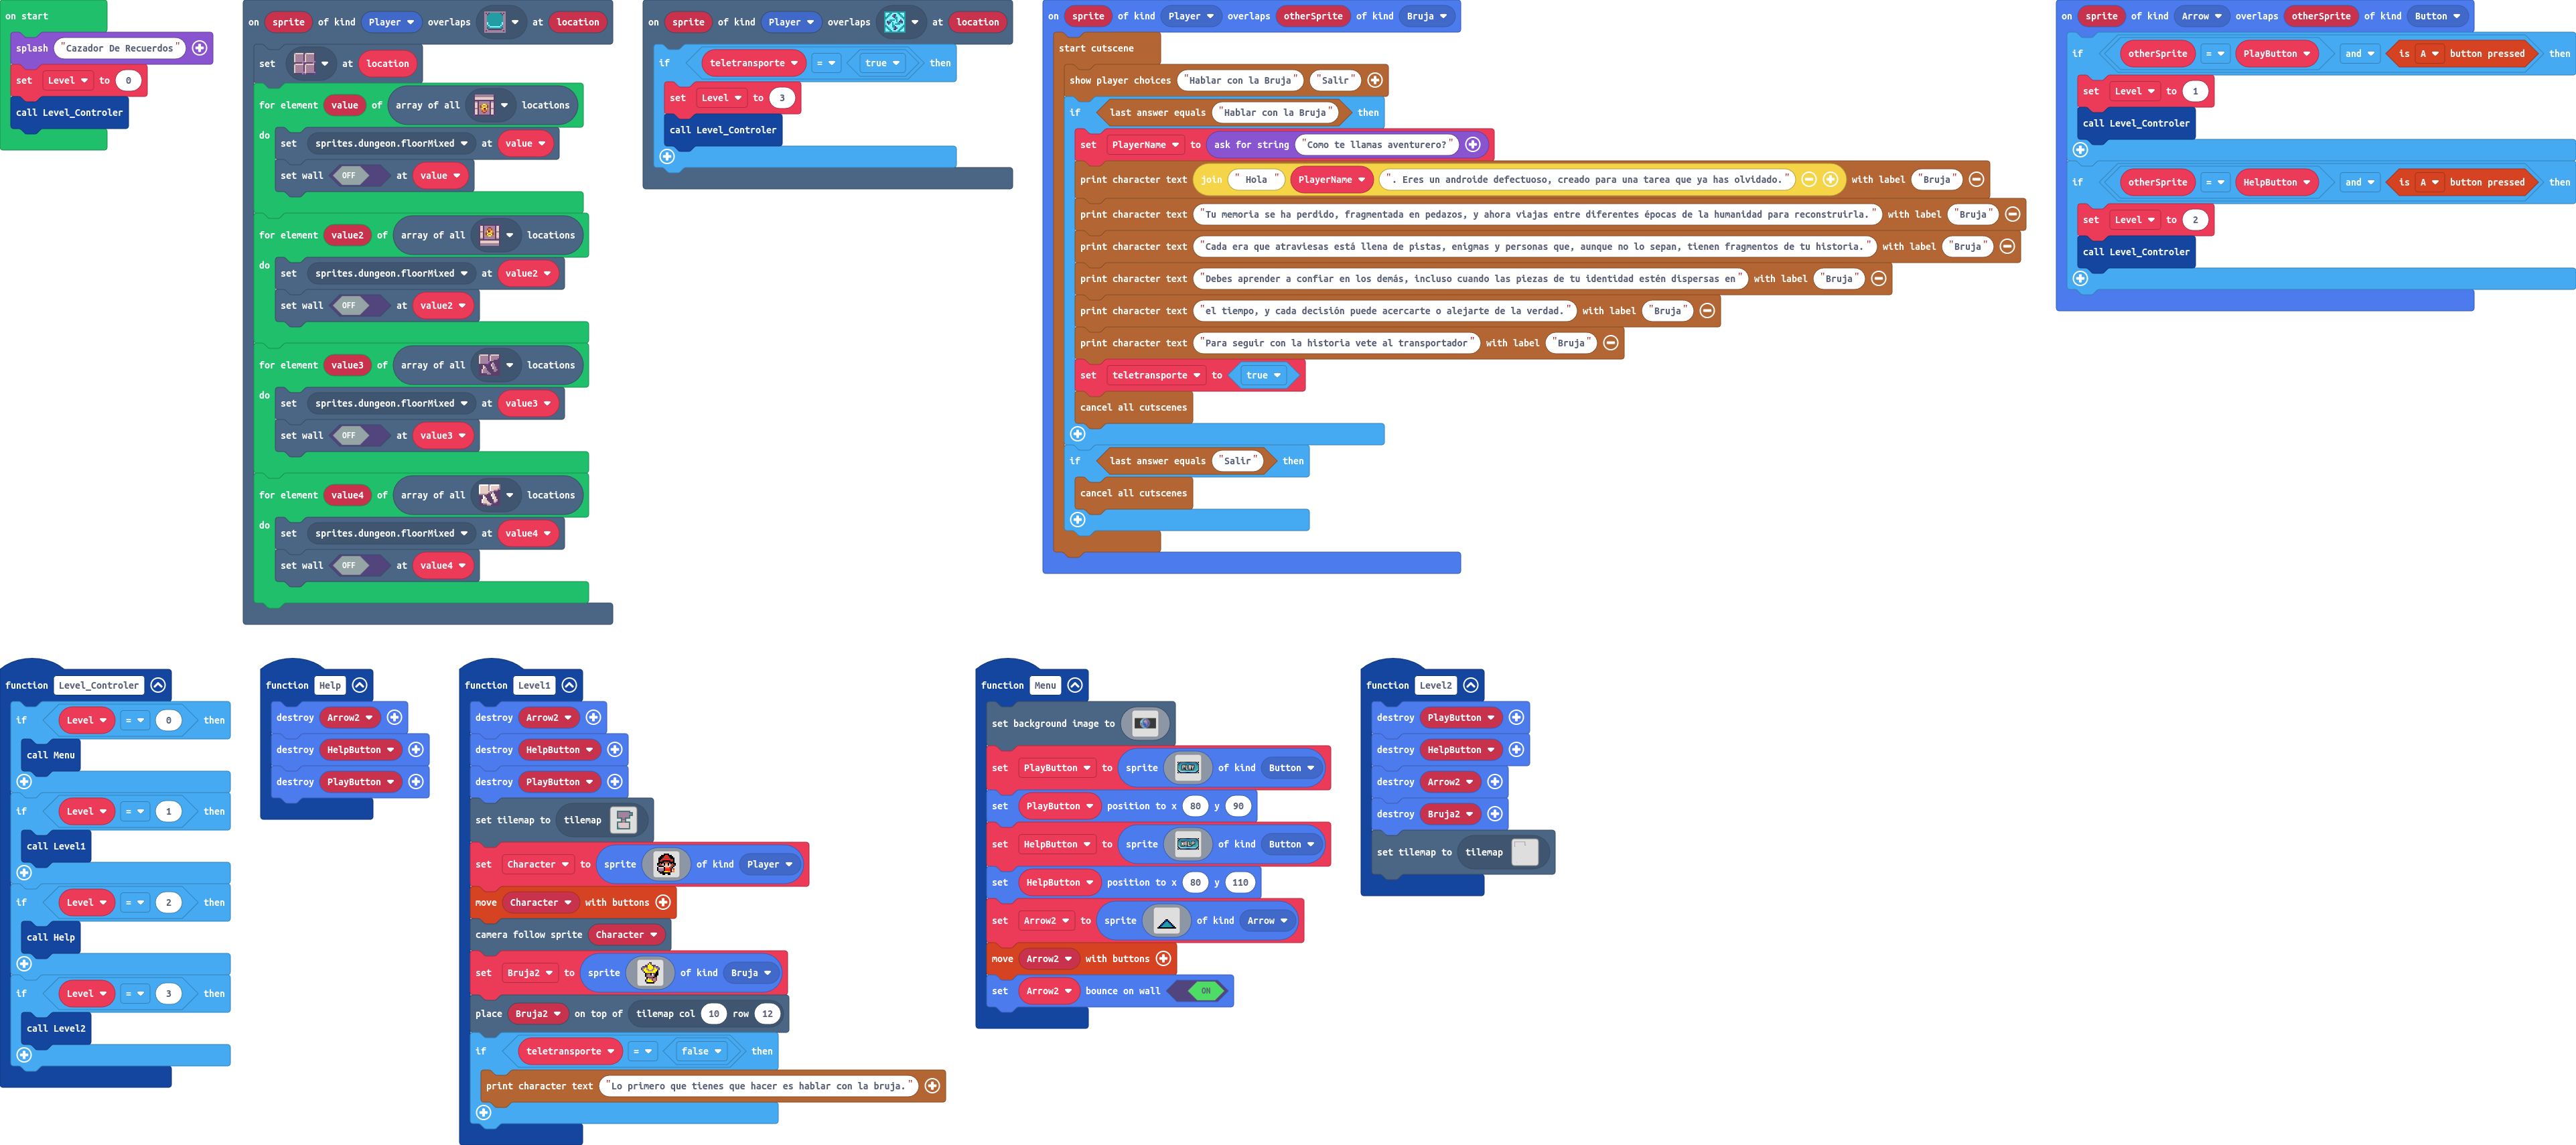 on start
splash "Cazador De Recuerdos"
set Level to 0
call Level_Controler
on sprite of kind Player overlaps at location
set at location
for element value of array of all locations
do
set sprites.dungeon.floorMixed at value
set wall OFF at value
for element value2 of array of all locations
do
set sprites.dungeon.floorMixed at value2
set wall OFF at value2
for element value3 of array of all locations
do
set sprites.dungeon.floorMixed at value3
set wall OFF at value3
for element value4 of array of all locations
do
set sprites.dungeon.floorMixed at value4
set wall OFF at value4
on sprite of kind Player overlaps at location
if teletransporte = true then
set Level to 3
call Level_Controler
on sprite of kind Player overlaps otherSprite of kind Bruja
start cutscene
show player choices "Hablar con la Bruja" "Salir"
if last answer equals "Hablar con la Bruja" then
set PlayerName to ask for string "Como te llamas aventurero?"
print character text join " Hola " PlayerName ". Eres un androide defectuoso, creado para una tarea que ya has olvidado." with label "Bruja"
print character text "Tu memoria se ha perdido, fragmentada en pedazos, y ahora viajas entre diferentes épocas de la humanidad para reconstruirla." with label "Bruja"
print character text "Cada era que atraviesas está llena de pistas, enigmas y personas que, aunque no lo sepan, tienen fragmentos de tu historia." with label "Bruja"
print character text "Debes aprender a confiar en los demás, incluso cuando las piezas de tu identidad estén dispersas en" with label "Bruja"
print character text "el tiempo, y cada decisión puede acercarte o alejarte de la verdad." with label "Bruja"
print character text "Para seguir con la historia vete al transportador" with label "Bruja"
set teletransporte to true
cancel all cutscenes
if last answer equals "Salir" then
cancel all cutscenes
on sprite of kind Arrow overlaps otherSprite of kind Button
if otherSprite = PlayButton and is A button pressed then
set Level to 1
call Level_Controler
if otherSprite = HelpButton and is A button pressed then
set Level to 2
call Level_Controler
function Level_Controler
if Level = 0 then
call Menu
if Level = 1 then
call Level1
if Level = 2 then
call Help
if Level = 3 then
call Level2
function Help
destroy Arrow2
destroy HelpButton
destroy PlayButton
function Level1
destroy Arrow2
destroy HelpButton
destroy PlayButton
set tilemap to tilemap
set Character to sprite of kind Player
move Character with buttons
camera follow sprite Character
set Bruja2 to sprite of kind Bruja
place Bruja2 on top of tilemap col 10 row 12
if teletransporte = false then
print character text "Lo primero que tienes que hacer es hablar con la bruja."
function Menu
set background image to
set PlayButton to sprite PLAY of kind Button
set PlayButton position to x 80 y 90
set HelpButton to sprite HELP of kind Button
set HelpButton position to x 80 y 110
set Arrow2 to sprite of kind Arrow
move Arrow2 with buttons
set Arrow2 bounce on wall ON
function Level2
destroy PlayButton
destroy HelpButton
destroy Arrow2
destroy Bruja2
set tilemap to tilemap